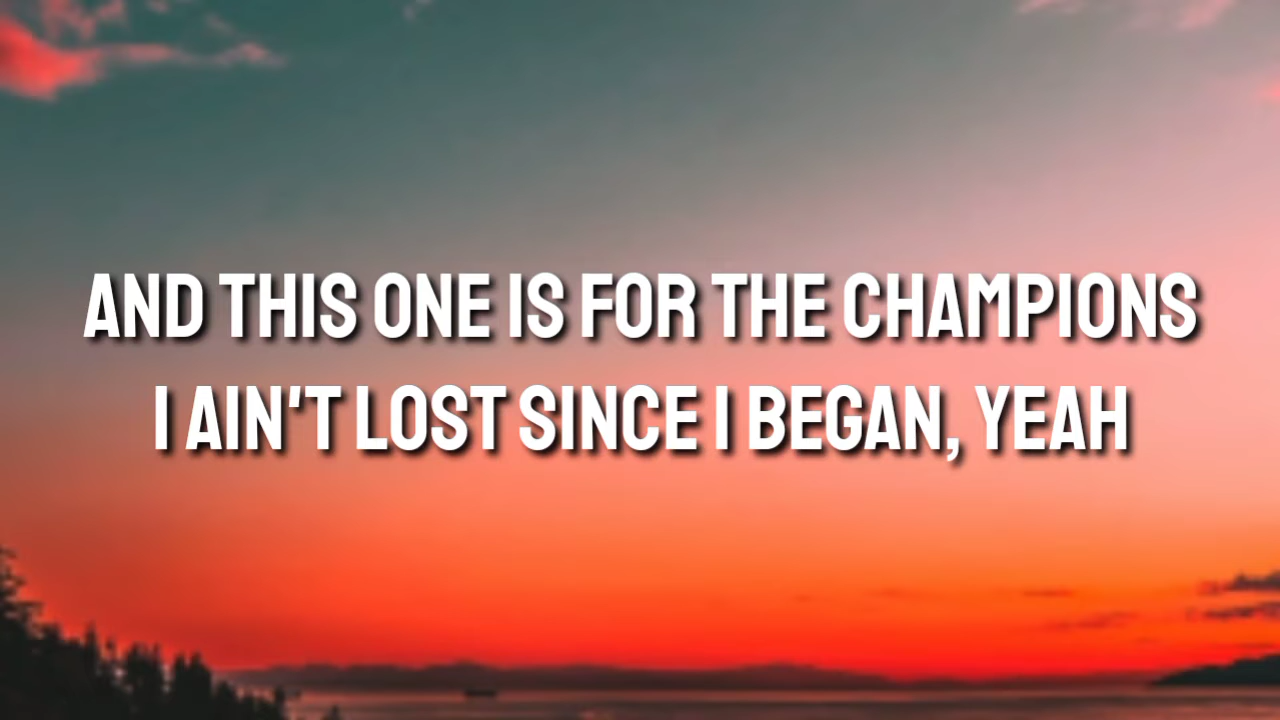 AND THIS ONE IS FOR THE CHAMPIONS
I AIN'T LOST SINCE I BEGAN, YEAH